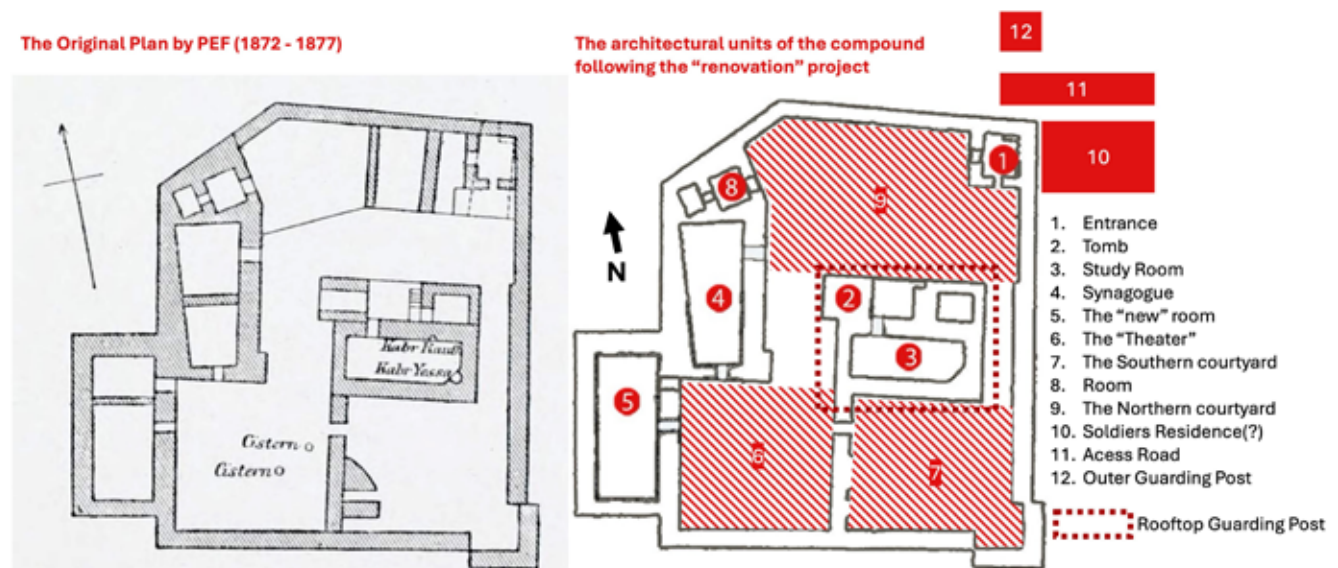 The Original Plan by PEF (1872 - 1877)
Kabr Raub
Kabr Yassa
Cistern
Cistern
The architectural units of the compound
following the “renovation” project
12
11
10
1
8
9
2
4
3
5
6
7
N
1. Entrance
2. Tomb
3. Study Room
4. Synagogue
5. The “new” room
6. The “Theater”
7. The Southern courtyard
8. Room
9. The Northern courtyard
10. Soldiers Residence(?)
11. Acess Road
12. Outer Guarding Post
Rooftop Guarding Post